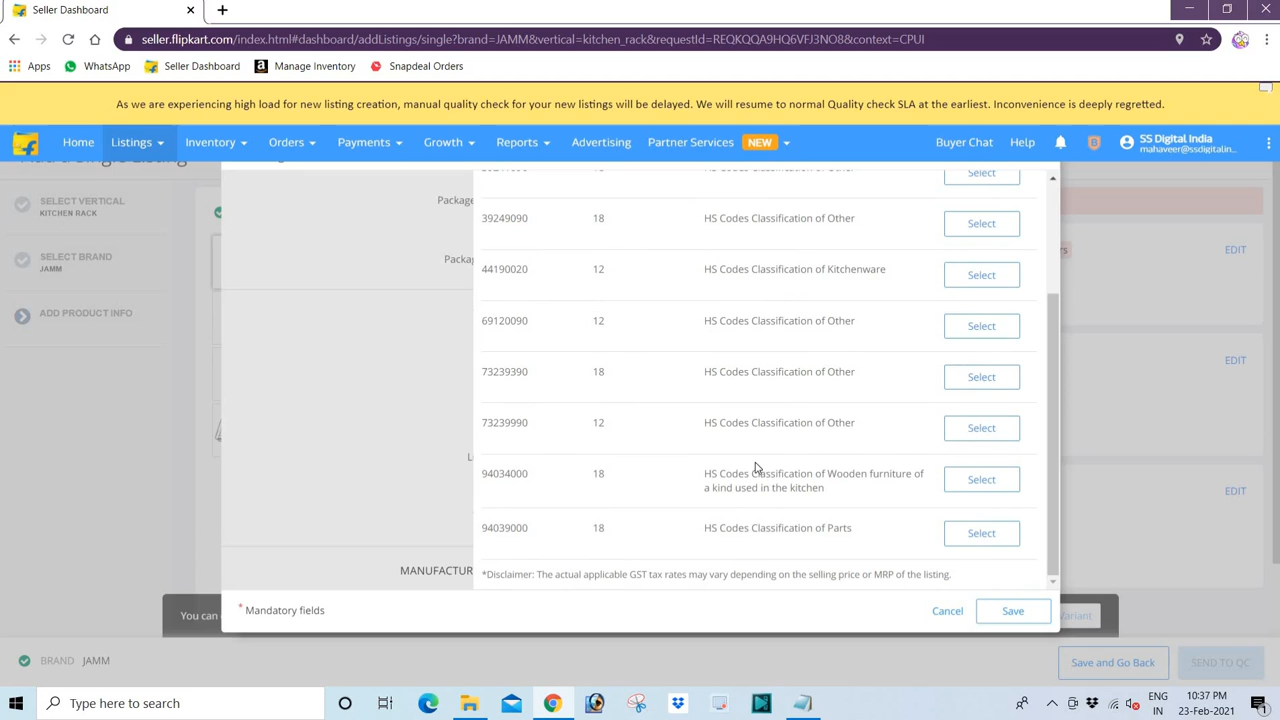 Seller Dashboard
seller.flipkart.com/index.html#dashboard/addListings/single?brand=JAMM&vertical=kitchen_rack&requestId=REQKQQA9HQ6VFJ3NO8&context=CPUI
Apps WhatsApp Seller Dashboard Manage Inventory Snapdeal Orders
As we are experiencing high load for new listing creation, manual quality check for your new listings will be delayed. We will resume to normal Quality check SLA at the earliest. Inconvenience is deeply regretted.
Home Listings Inventory Orders Payments Growth Reports Advertising Partner Services NEW Buyer Chat Help SS Digital India
mahaveer@ssdigitalin...
SELECT VERTICAL
KITCHEN RACK
SELECT BRAND
JAMM
ADD PRODUCT INFO
Package
Packag
MANUFACTUR
Select
39249090 18 HS Codes Classification of Other Select
44190020 12 HS Codes Classification of Kitchenware Select
69120090 12 HS Codes Classification of Other Select
73239390 18 HS Codes Classification of Other Select
73239990 12 HS Codes Classification of Other Select
94034000 18 HS Codes Classification of Wooden furniture of
a kind used in the kitchen Select
94039000 18 HS Codes Classification of Parts Select
*Disclaimer: The actual applicable GST tax rates may vary depending on the selling price or MRP of the listing.
* Mandatory fields Cancel Save
EDIT
EDIT
EDIT
You can
Variant
BRAND JAMM Save and Go Back SEND TO QC
Type here to search
ENG
IN
10:37 PM
23-Feb-2021
1